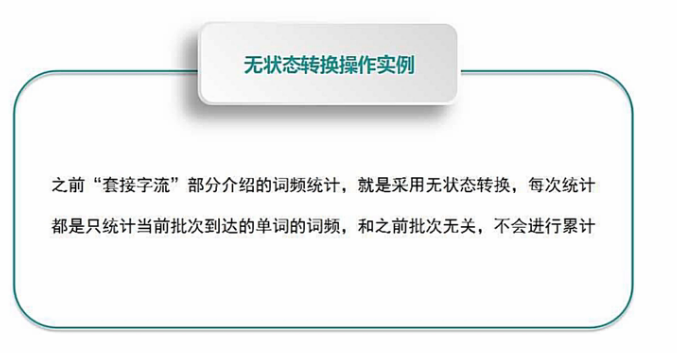 无状态转换操作实例
之前“套接字流”部分介绍的词频统计，就是采用无状态转换，每次统计
都是只统计当前批次到达的单词的词频，和之前批次无关，不会进行累计